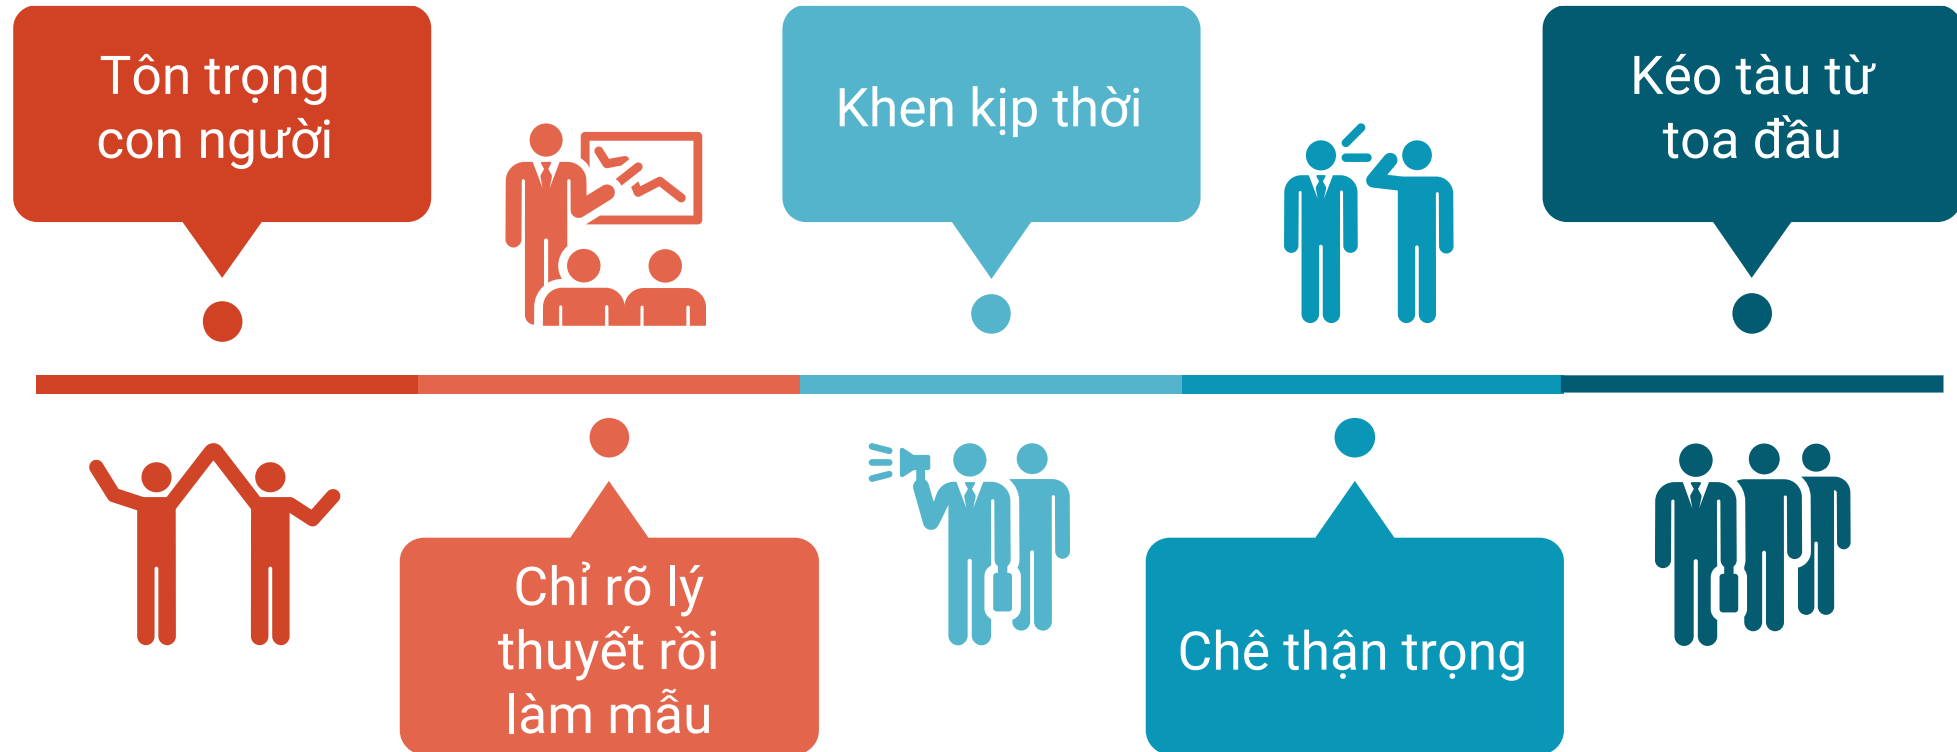 Tôn trọng
con người
Chỉ rõ lý
thuyết rồi
làm mẫu
Khen kịp thời
Chê thận trọng
Kéo tàu từ
toa đầu